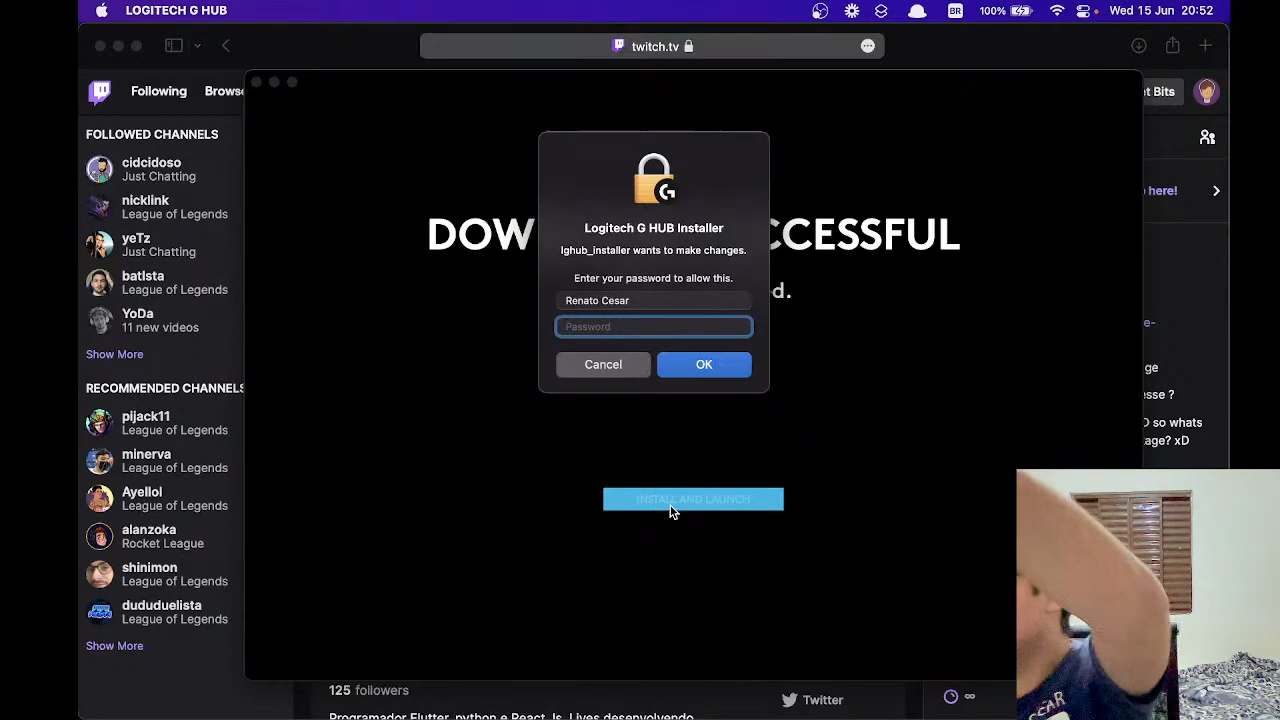 LOGITECH G HUB
BR
100%
Wed 15 Jun 20:52
twitch.tv
Following
Browse
t Bits
FOLLOWED CHANNELS
cidcidoso
Just Chatting
nicklink
League of Legends
yeTz
Just Chatting
batIsta
League of Legends
YoDa
11 new videos
Show More
RECOMMENDED CHANNELS
pijack11
League of Legends
minerva
League of Legends
Ayellol
League of Legends
alanzoka
Rocket League
shinimon
League of Legends
dududuelista
League of Legends
Show More
DOW
CCESSFUL
d.
Logitech G HUB Installer
lghub_installer wants to make changes.
Enter your password to allow this.
Renato Cesar
Password
Cancel
OK
INSTALL AND LAUNCH
here!
e-
ge
esse ?
O so whats
tage? xD
125 followers
Twitter
Programador Flutter, python e React Js. Lives desenvolvendo
GEAR